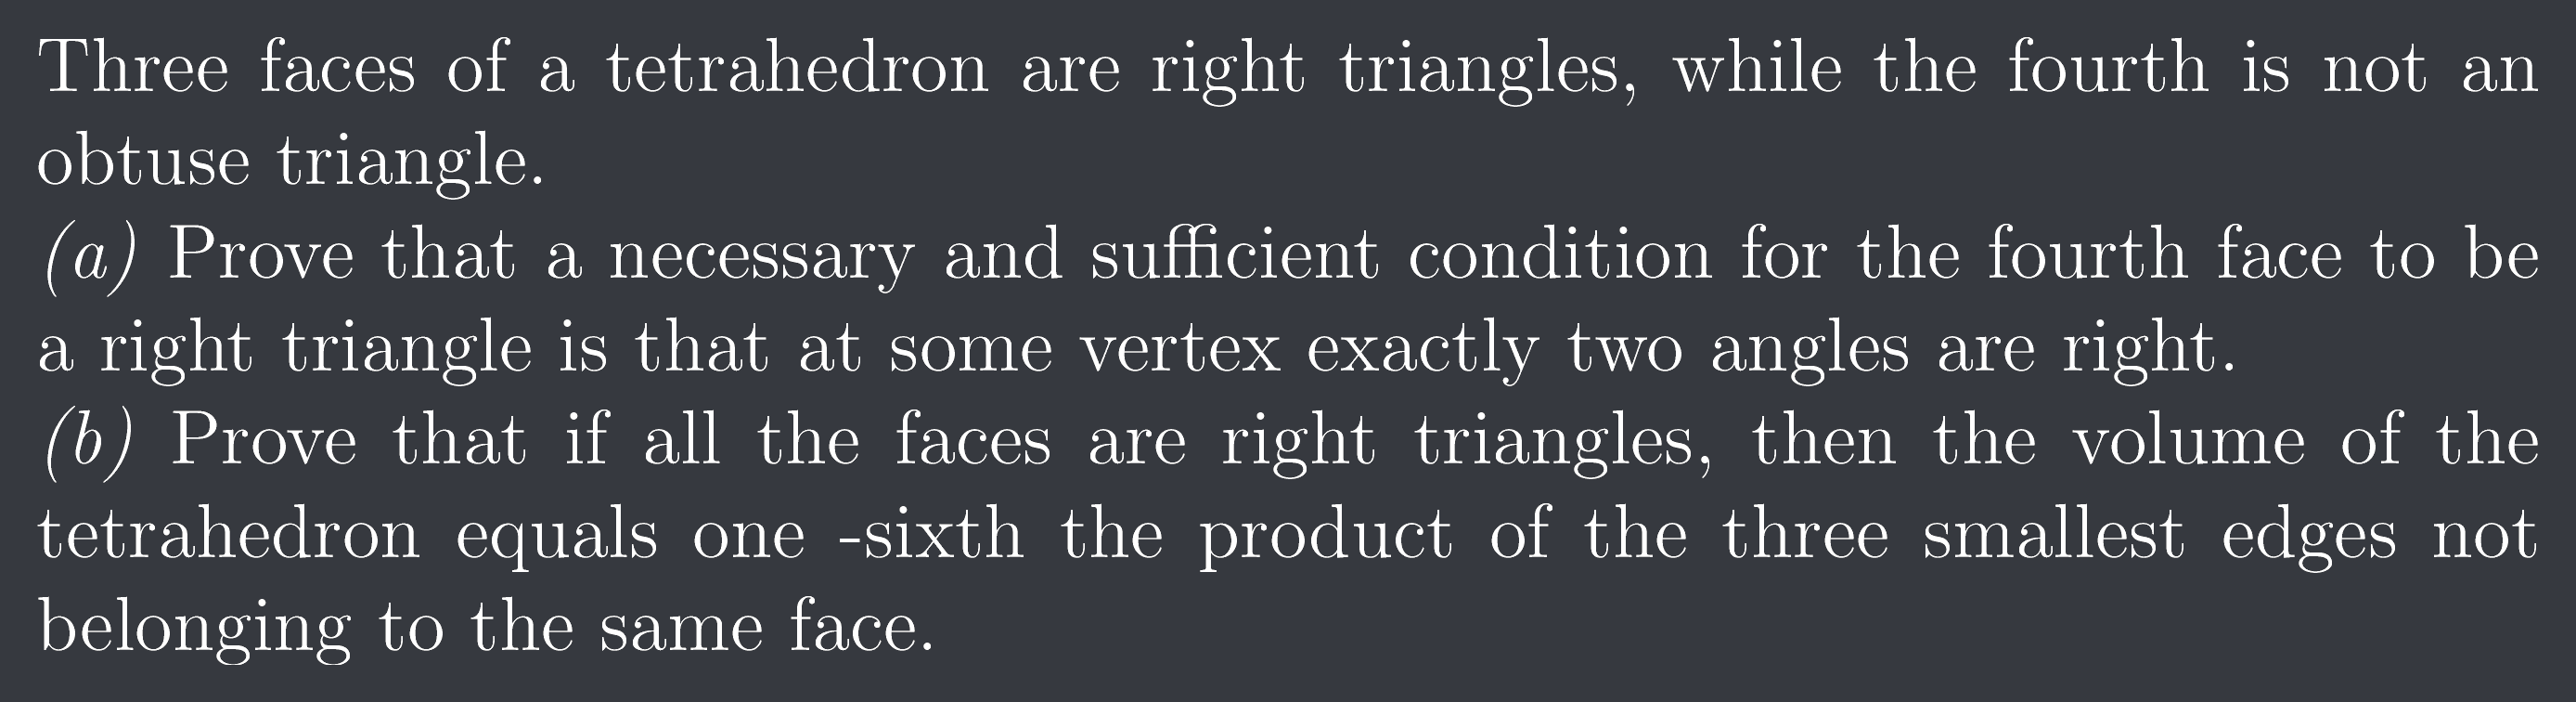 Three faces of a tetrahedron are right triangles, while the fourth is not an
obtuse triangle.
(a) Prove that a necessary and sufficient condition for the fourth face to be
a right triangle is that at some vertex exactly two angles are right.
(b) Prove that if all the faces are right triangles, then the volume of the
tetrahedron equals one -sixth the product of the three smallest edges not
belonging to the same face.